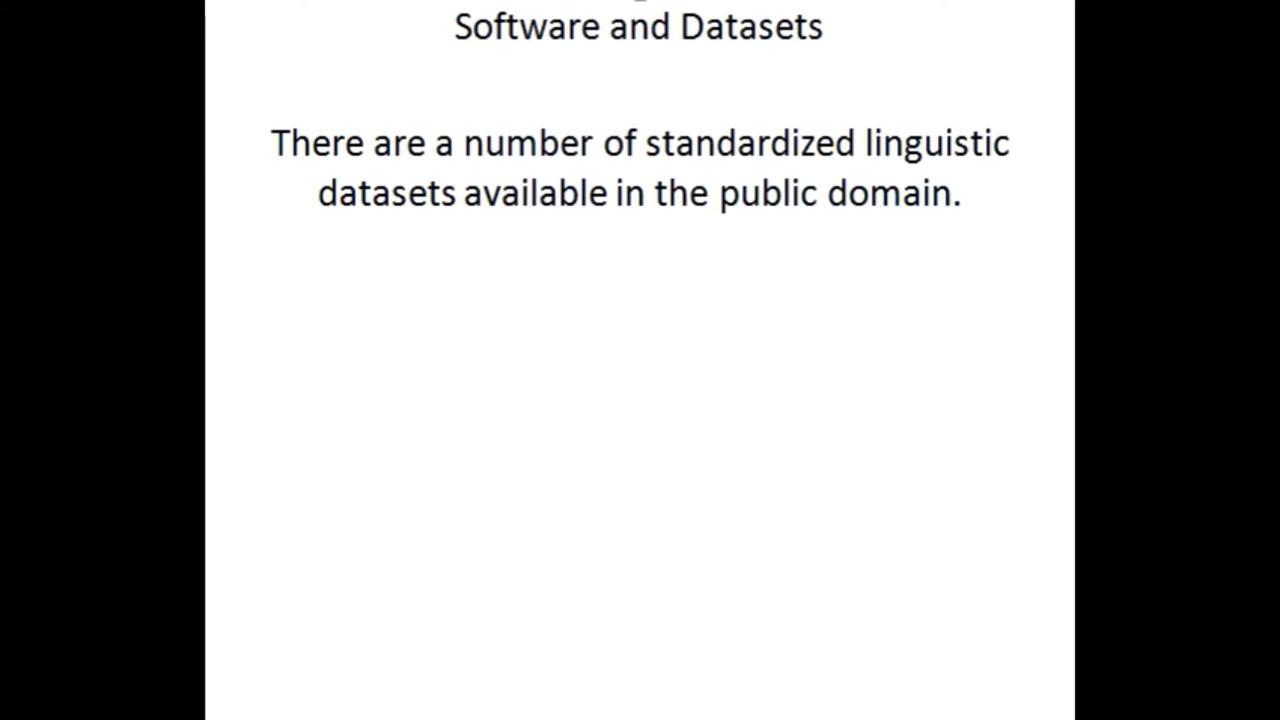 Software and Datasets
There are a number of standardized linguistic
datasets available in the public domain.